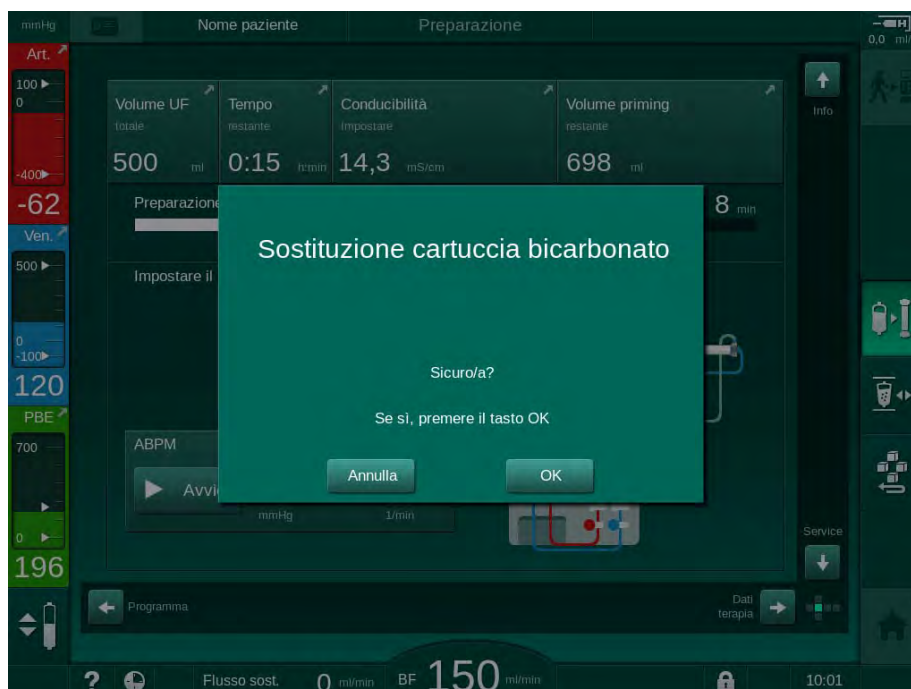 mmHg
Nome paziente
Preparazione
0,0 ml/
Art.
100
0
-400
-62
Ven.
500
0
-100
120
PBE
700
0
196
Volume UF
totale
500 ml
Tempo
restante
0:15 h:min
Conducibilità
impostare
14,3 mS/cm
Volume priming
restante
698 ml
Info
Preparazione
8 min
Impostare il
Sostituzione cartuccia bicarbonato
Sicuro/a?
Se sì, premere il tasto OK
Annulla
OK
ABPM
Avvi
mmHg
1/min
Service
Programma
Dati
terapia
? Flusso sost. 0 ml/min BF 150 ml/min 10:01